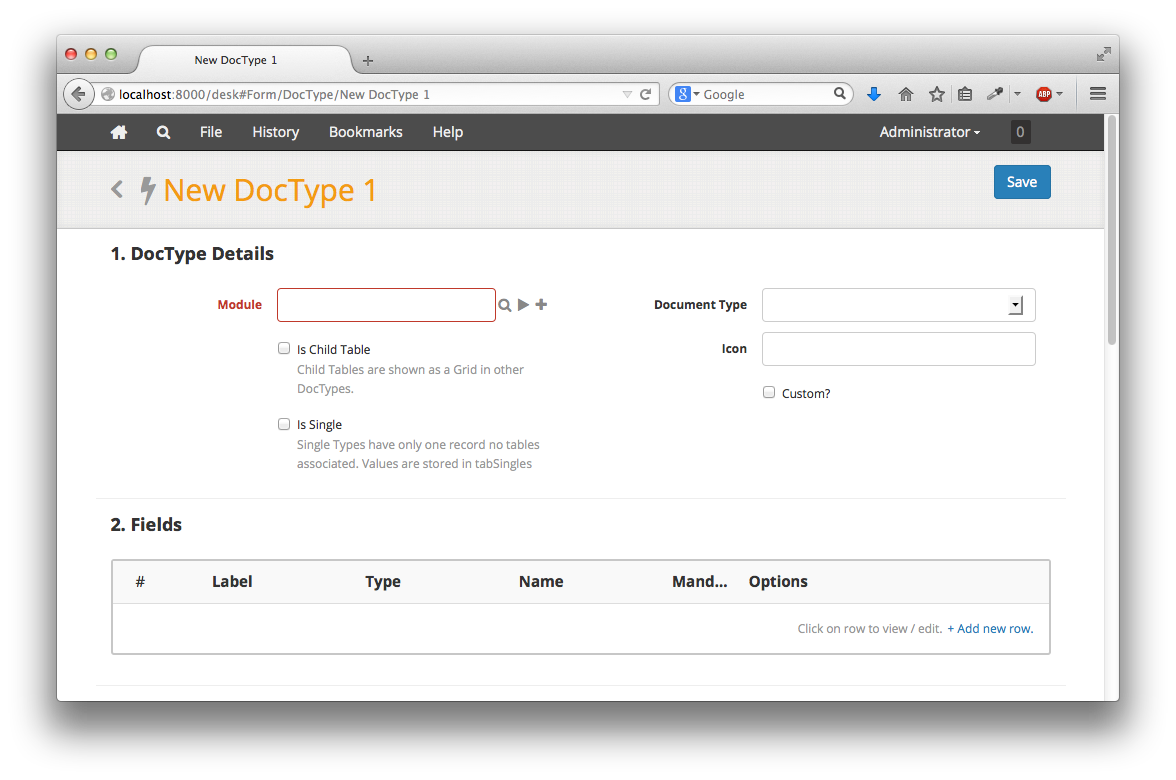 New DocType 1
localhost:8000/desk#Form/DocType/New DocType 1
8 Google
ABP
File History Bookmarks Help Administrator 0
New DocType 1
Save
1. DocType Details
Module
Document Type
Icon
Is Child Table
Child Tables are shown as a Grid in other
DocTypes.
Custom?
Is Single
Single Types have only one record no tables
associated. Values are stored in tabSingles
2. Fields
# Label Type Name Mand... Options
Click on row to view / edit. + Add new row.